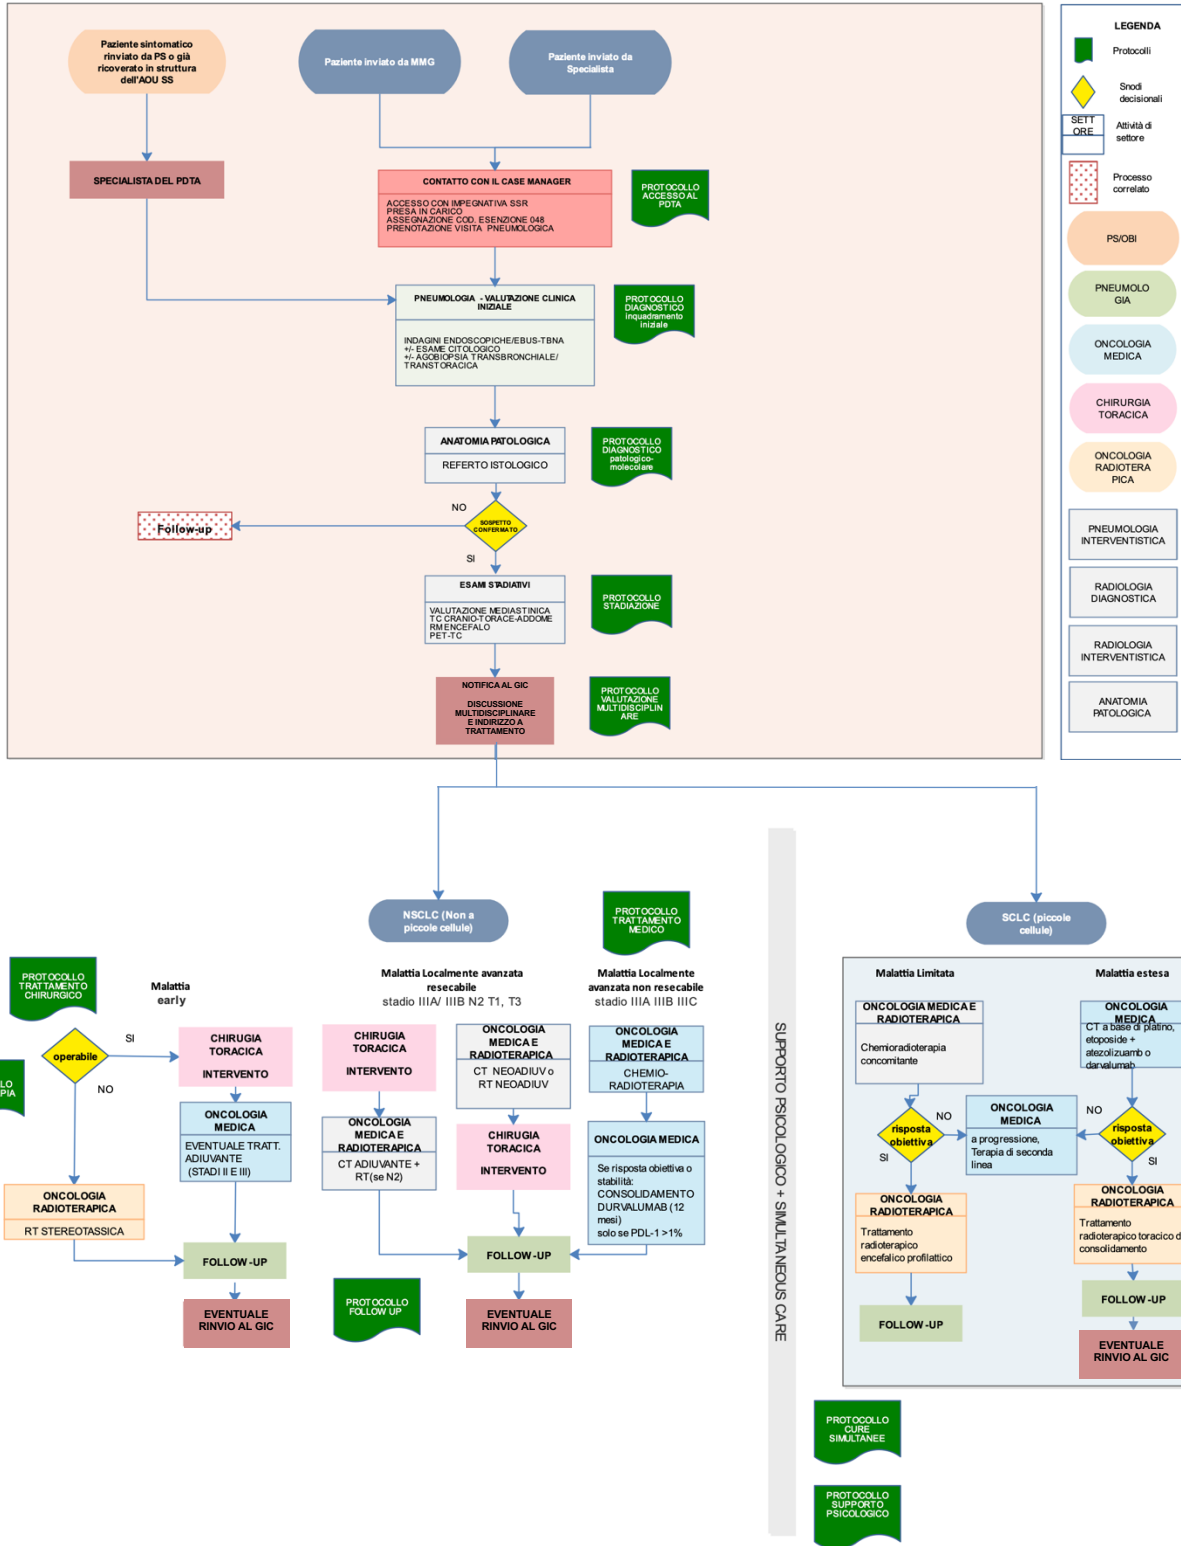 Paziente sintomatico
rinviato da PS o già
ricoverato in struttura
dell'AOU SS
Paziente inviato da MMG
Paziente inviato da
Specialista
SPECIALISTA DEL PDTA
CONTATTO CON IL CASE MANAGER
ACCESSO CON IMPEGNATIVA SSR
PRESA IN CARICO
ASSEGNAZIONE COD. ESENZIONE 048
PRENOTAZIONE VISITA PNEUMOLOGICA
PROTOCOLLO
ACCESSO AL
PDTA
PNEUMOLOGIA - VALUTAZIONE CLINICA
INIZIALE
INDAGINI ENDOSCOPICHE/EBUS-TBNA
+/- ESAME CITOLOGICO
+/- AGOBIOPSIA TRANSBRONCHIALE/
TRANSTORACICA
PROTOCOLLO
DIAGNOSTICO
inquadramento
iniziale
ANATOMIA PATOLOGICA
REFERTO ISTOLOGICO
PROTOCOLLO
DIAGNOSTICO
patologico-
molecolare
NO
SOSPETTO
CONFERMATO
Follow-up
SI
ESAMI STADIATIVI
VALUTAZIONE MEDIASTINICA
TC CRANIO-TORACE-ADDOME
RM ENCEFALO
PET-TC
PROTOCOLLO
STADIAZIONE
NOTIFICA AL GIC
DISCUSSIONE
MULTIDISCIPLINARE
E INDIRIZZO A
TRATTAMENTO
PROTOCOLLO
VALUTAZIONE
MULTIDISCIPLIN
ARE
LEGENDA
Protocolli
Snodi
decisionali
SETT
ORE
Attività di
settore
Processo
correlato
PS/OBI
PNEUMOLO
GIA
ONCOLOGIA
MEDICA
CHIRURGIA
TORACICA
ONCOLOGIA
RADIOTERA
PICA
PNEUMOLOGIA
INTERVENTISTICA
RADIOLOGIA
DIAGNOSTICA
RADIOLOGIA
INTERVENTISTICA
ANATOMIA
PATOLOGICA
NSCLC (Non a
piccole cellule)
PROTOCOLLO
TRATTAMENTO
MEDICO
SCLC (piccole
cellule)
PROTOCOLLO
TRATTAMENTO
CHIRURGICO
Malattia
early
operabile
SI
NO
LO
PIA
CHIRUGIA
TORACICA
INTERVENTO
ONCOLOGIA
MEDICA
EVENTUALE TRATT.
ADIUVANTE
(STADI II E III)
ONCOLOGIA
RADIOTERAPICA
RT STEREOTASSICA
FOLLOW-UP
EVENTUALE
RINVIO AL GIC
Malattia Localmente avanzata
resecabile
stadio IIIA/ IIIB N2 T1, T3
CHIRUGIA
TORACICA
INTERVENTO
ONCOLOGIA
MEDICA E
RADIOTERAPICA
CT ADIUVANTE +
RT(se N2)
ONCOLOGIA
MEDICA E
RADIOTERAPICA
CT NEOADIUV o
RT NEOADIUV
CHIRUGIA
TORACICA
INTERVENTO
FOLLOW-UP
EVENTUALE
RINVIO AL GIC
PROTOCOLLO
FOLLOW UP
Malattia Localmente
avanzata non resecabile
stadio IIIA IIIB IIIC
ONCOLOGIA
MEDICA E
RADIOTERAPICA
CHEMIO-
RADIOTERAPIA
ONCOLOGIA MEDICA
Se risposta obiettiva o
stabilità:
CONSOLIDAMENTO
DURVALUMAB (12
mesi)
solo se PDL-1 >1%
SUPPORTO PSICOLOGICO + SIMULTANEOUS CARE
Malattia Limitata
ONCOLOGIA MEDICA E
RADIOTERAPICA
Chemioradioterapia
concomitante
risposta
obiettiva
NO
SI
ONCOLOGIA
MEDICA
a progressione,
Terapia di seconda
linea
ONCOLOGIA
RADIOTERAPICA
Trattamento
radioterapico
encefalico profilattico
FOLLOW-UP
Malattia estesa
ONCOLOGIA
MEDICA
CT a base di platino,
etoposide +
atezolizuamb o
darvalumab
NO
risposta
obiettiva
SI
ONCOLOGIA
RADIOTERAPICA
Trattamento
radioterapico toracico d
consolidamento
FOLLOW-UP
EVENTUALE
RINVIO AL GIC
PROTOCOLLO
CURE
SIMULTANEE
PROTOCOLLO
SUPPORTO
PSICOLOGICO